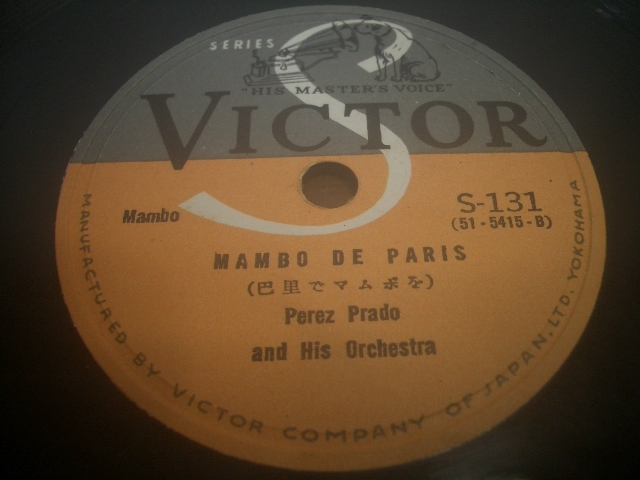 SERIES S
"HIS MASTER'S VOICE"
VICTOR
Mambo
S-131
(51-5415-B)
MAMBO DE PARIS
(巴里でマムボを)
Perez Prado
and His Orchestra
MANUFACTURED BY VICTOR COMPANY OF JAPAN, LTD. YOKOHAMA